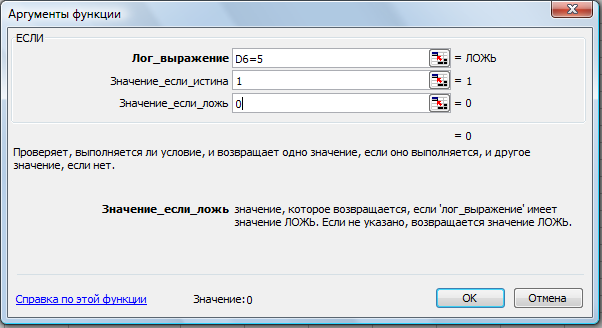 Аргументы функции
ЕСЛИ
Лог_выражение D6=5 = ЛОЖЬ
Значение_если_истина 1 = 1
Значение_если_ложь 0 = 0
= 0
Проверяет, выполняется ли условие, и возвращает одно значение, если оно выполняется, и другое
значение, если нет.
Значение_если_ложь значение, которое возвращается, если 'лог_выражение' имеет
значение ЛОЖЬ. Если не указано, возвращается значение ЛОЖЬ.
Справка по этой функции Значение:0 ОК Отмена